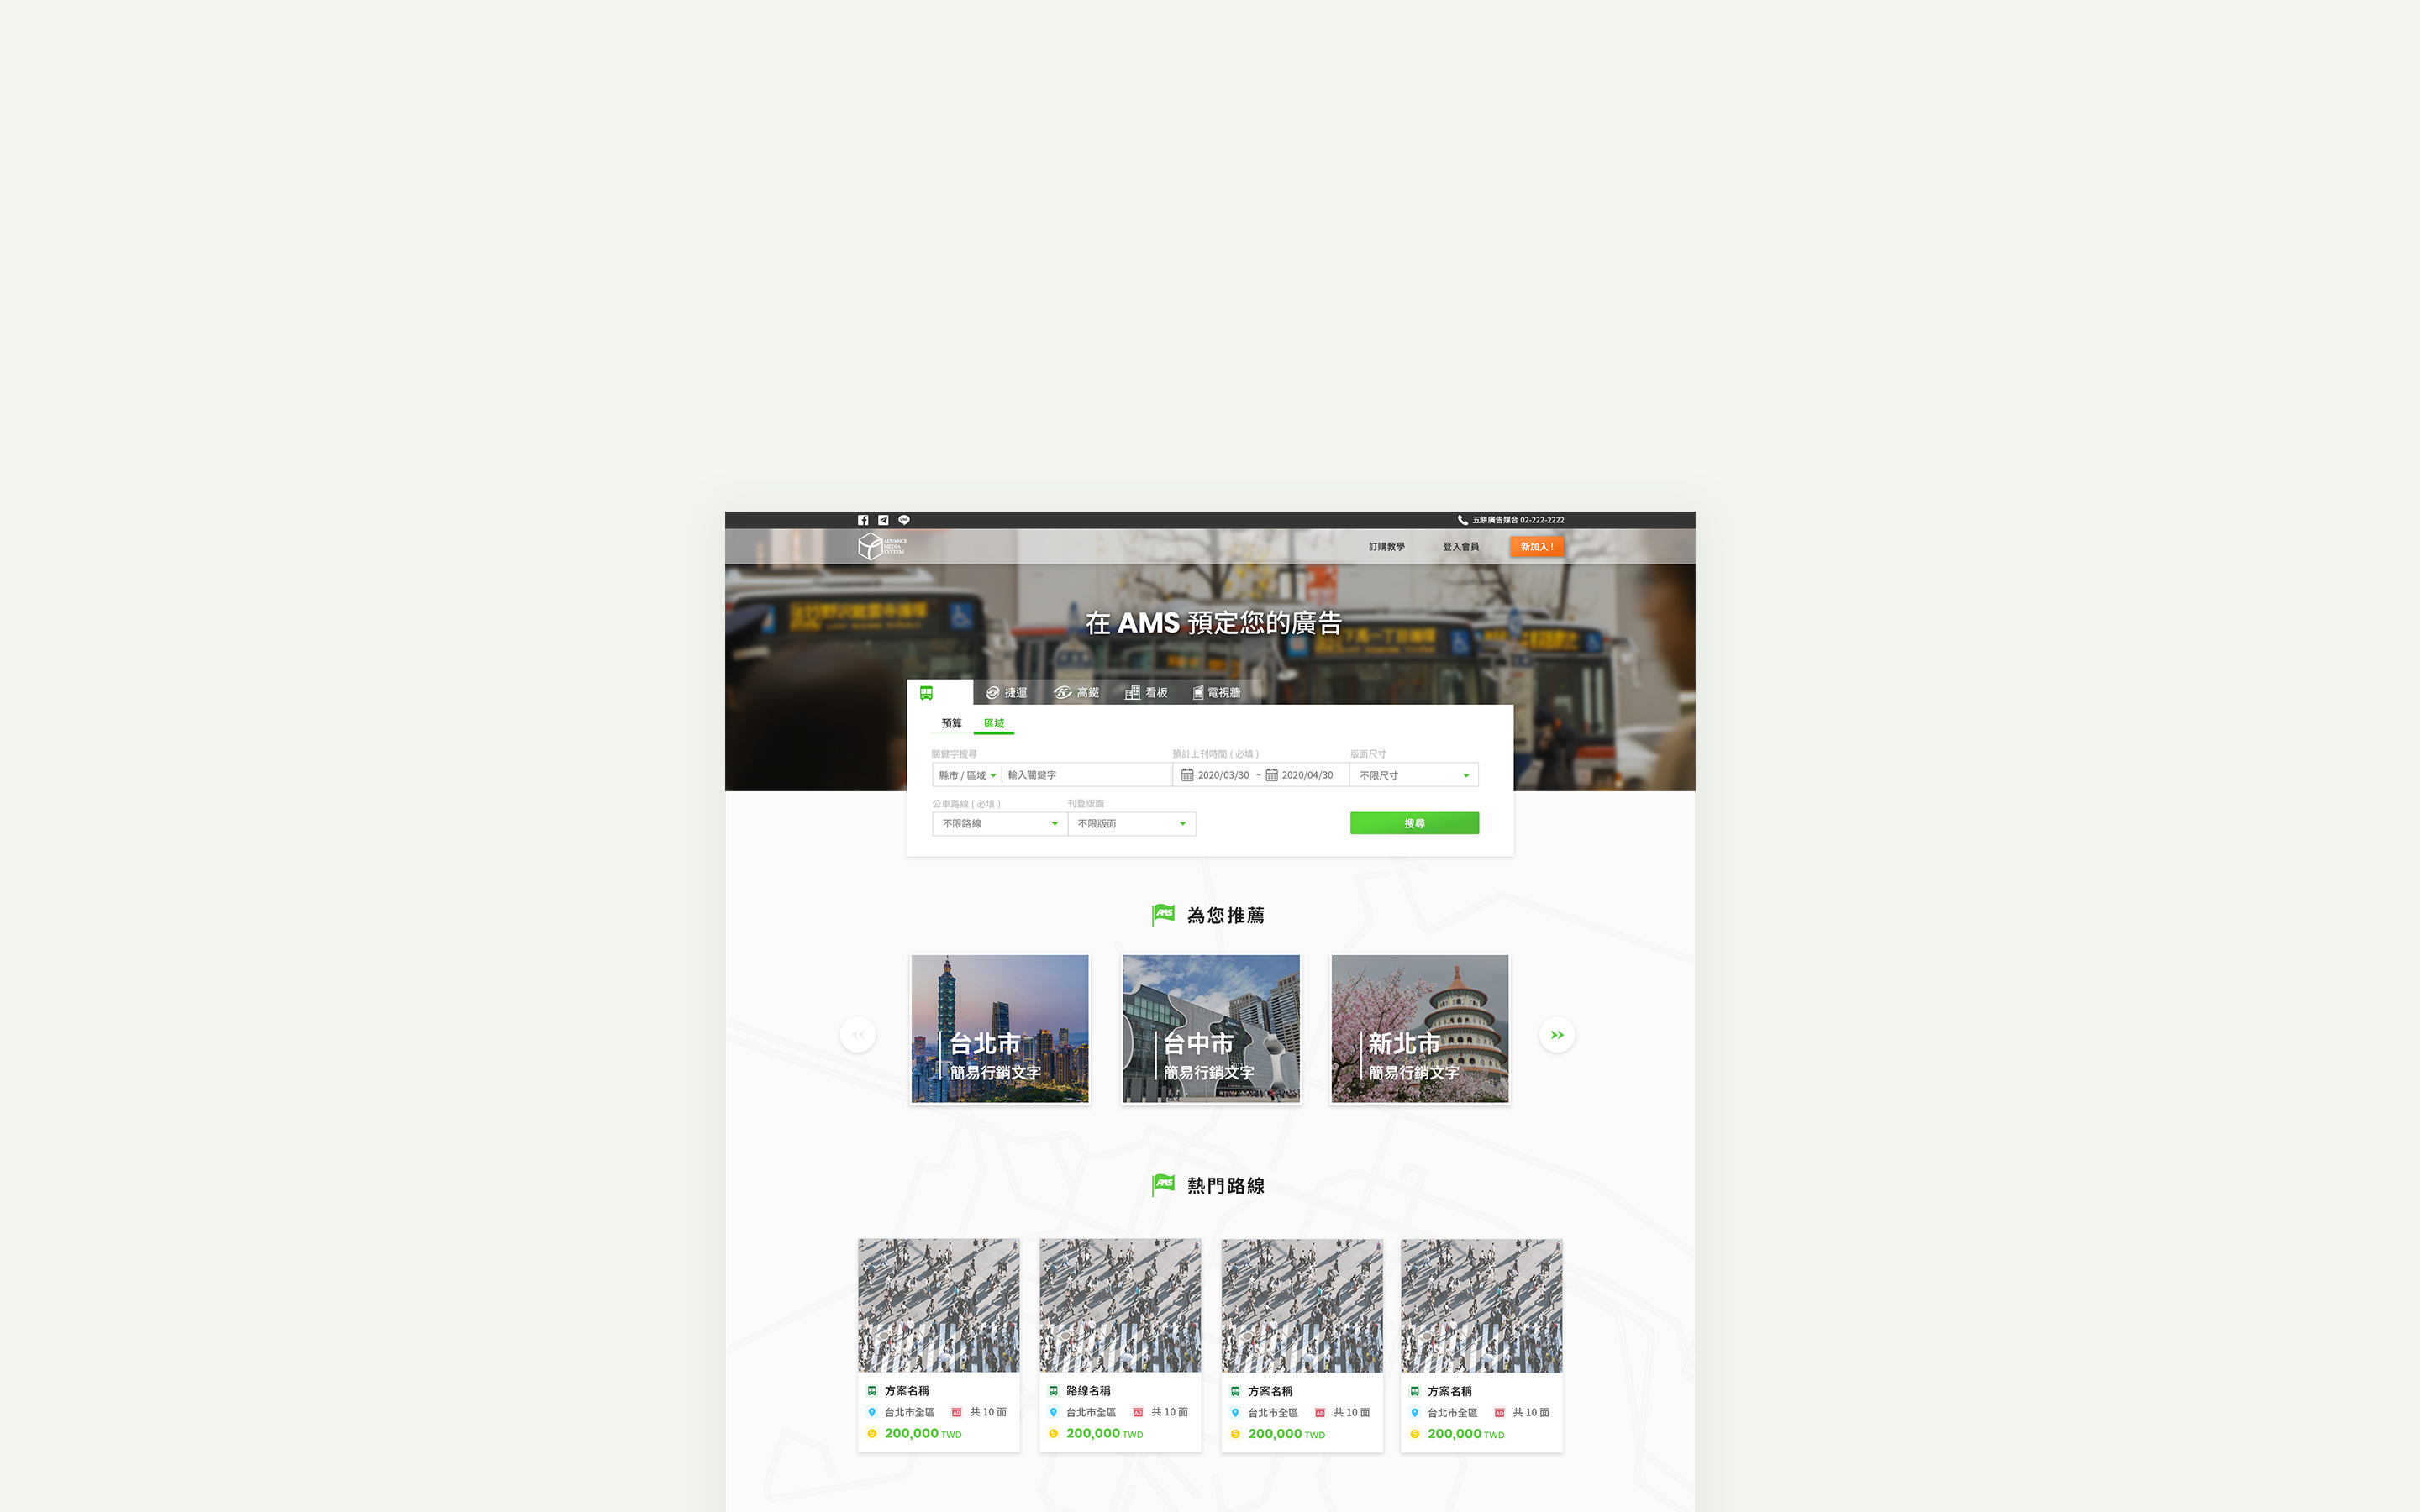 五餅廣告媒合 02-222-2222
ADVANCE
MEDIA
SYSTEM
訂購教學
登入會員
新加入 !
在 AMS 預定您的廣告
捷運
高鐵
看板
電視牆
預算
區域
關鍵字搜尋
預計上刊時間 ( 必填 )
版面尺寸
縣市 / 區域
輸入關鍵字
2020/03/30 ~ 2020/04/30
不限尺寸
公車路線 ( 必填 )
刊登版面
不限路線
不限版面
搜尋
AMS 為您推薦
台北市
簡易行銷文字
台中市
簡易行銷文字
新北市
簡易行銷文字
AMS 熱門路線
方案名稱
台北市全區
AD 共 10 面
200,000 TWD
路線名稱
台北市全區
AD 共 10 面
200,000 TWD
方案名稱
台北市全區
AD 共 10 面
200,000 TWD
方案名稱
台北市全區
AD 共 10 面
200,000 TWD